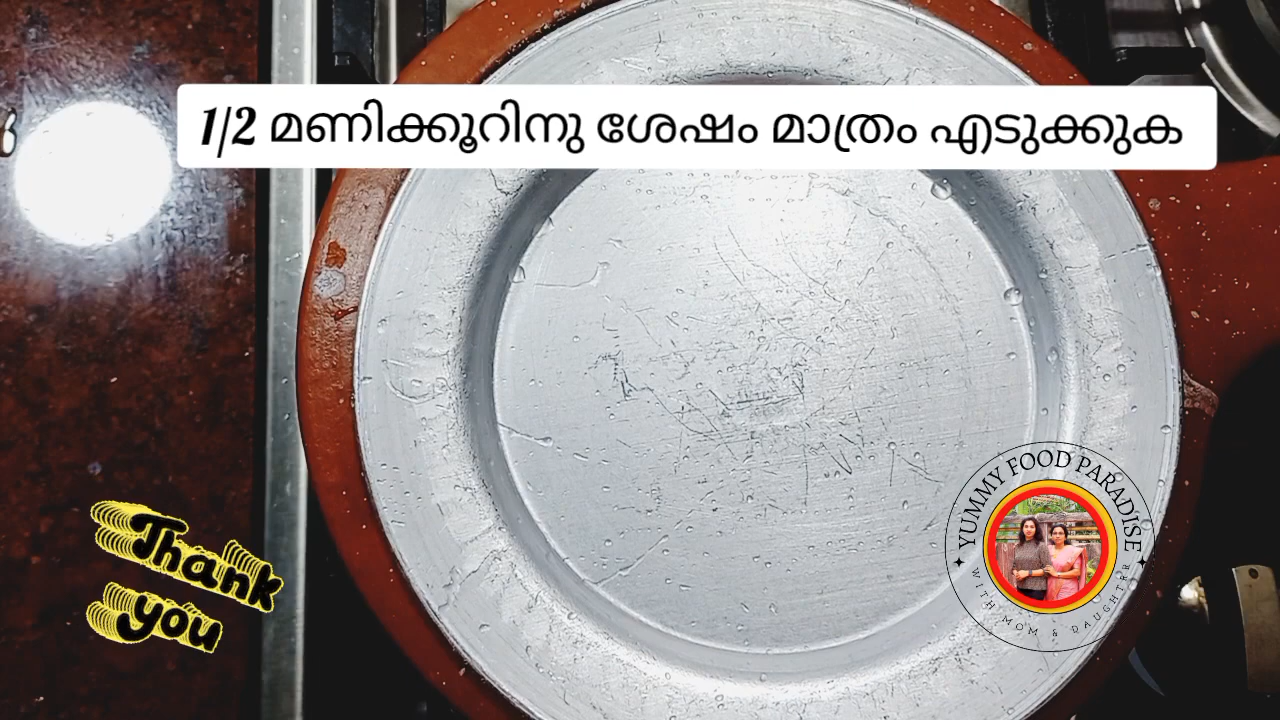 1/2 മണിക്കൂറിനു ശേഷം മാത്രം എടുക്കുക
Thank
you
YUMMY FOOD PARADISE
WITH MOM & DAUGHTER